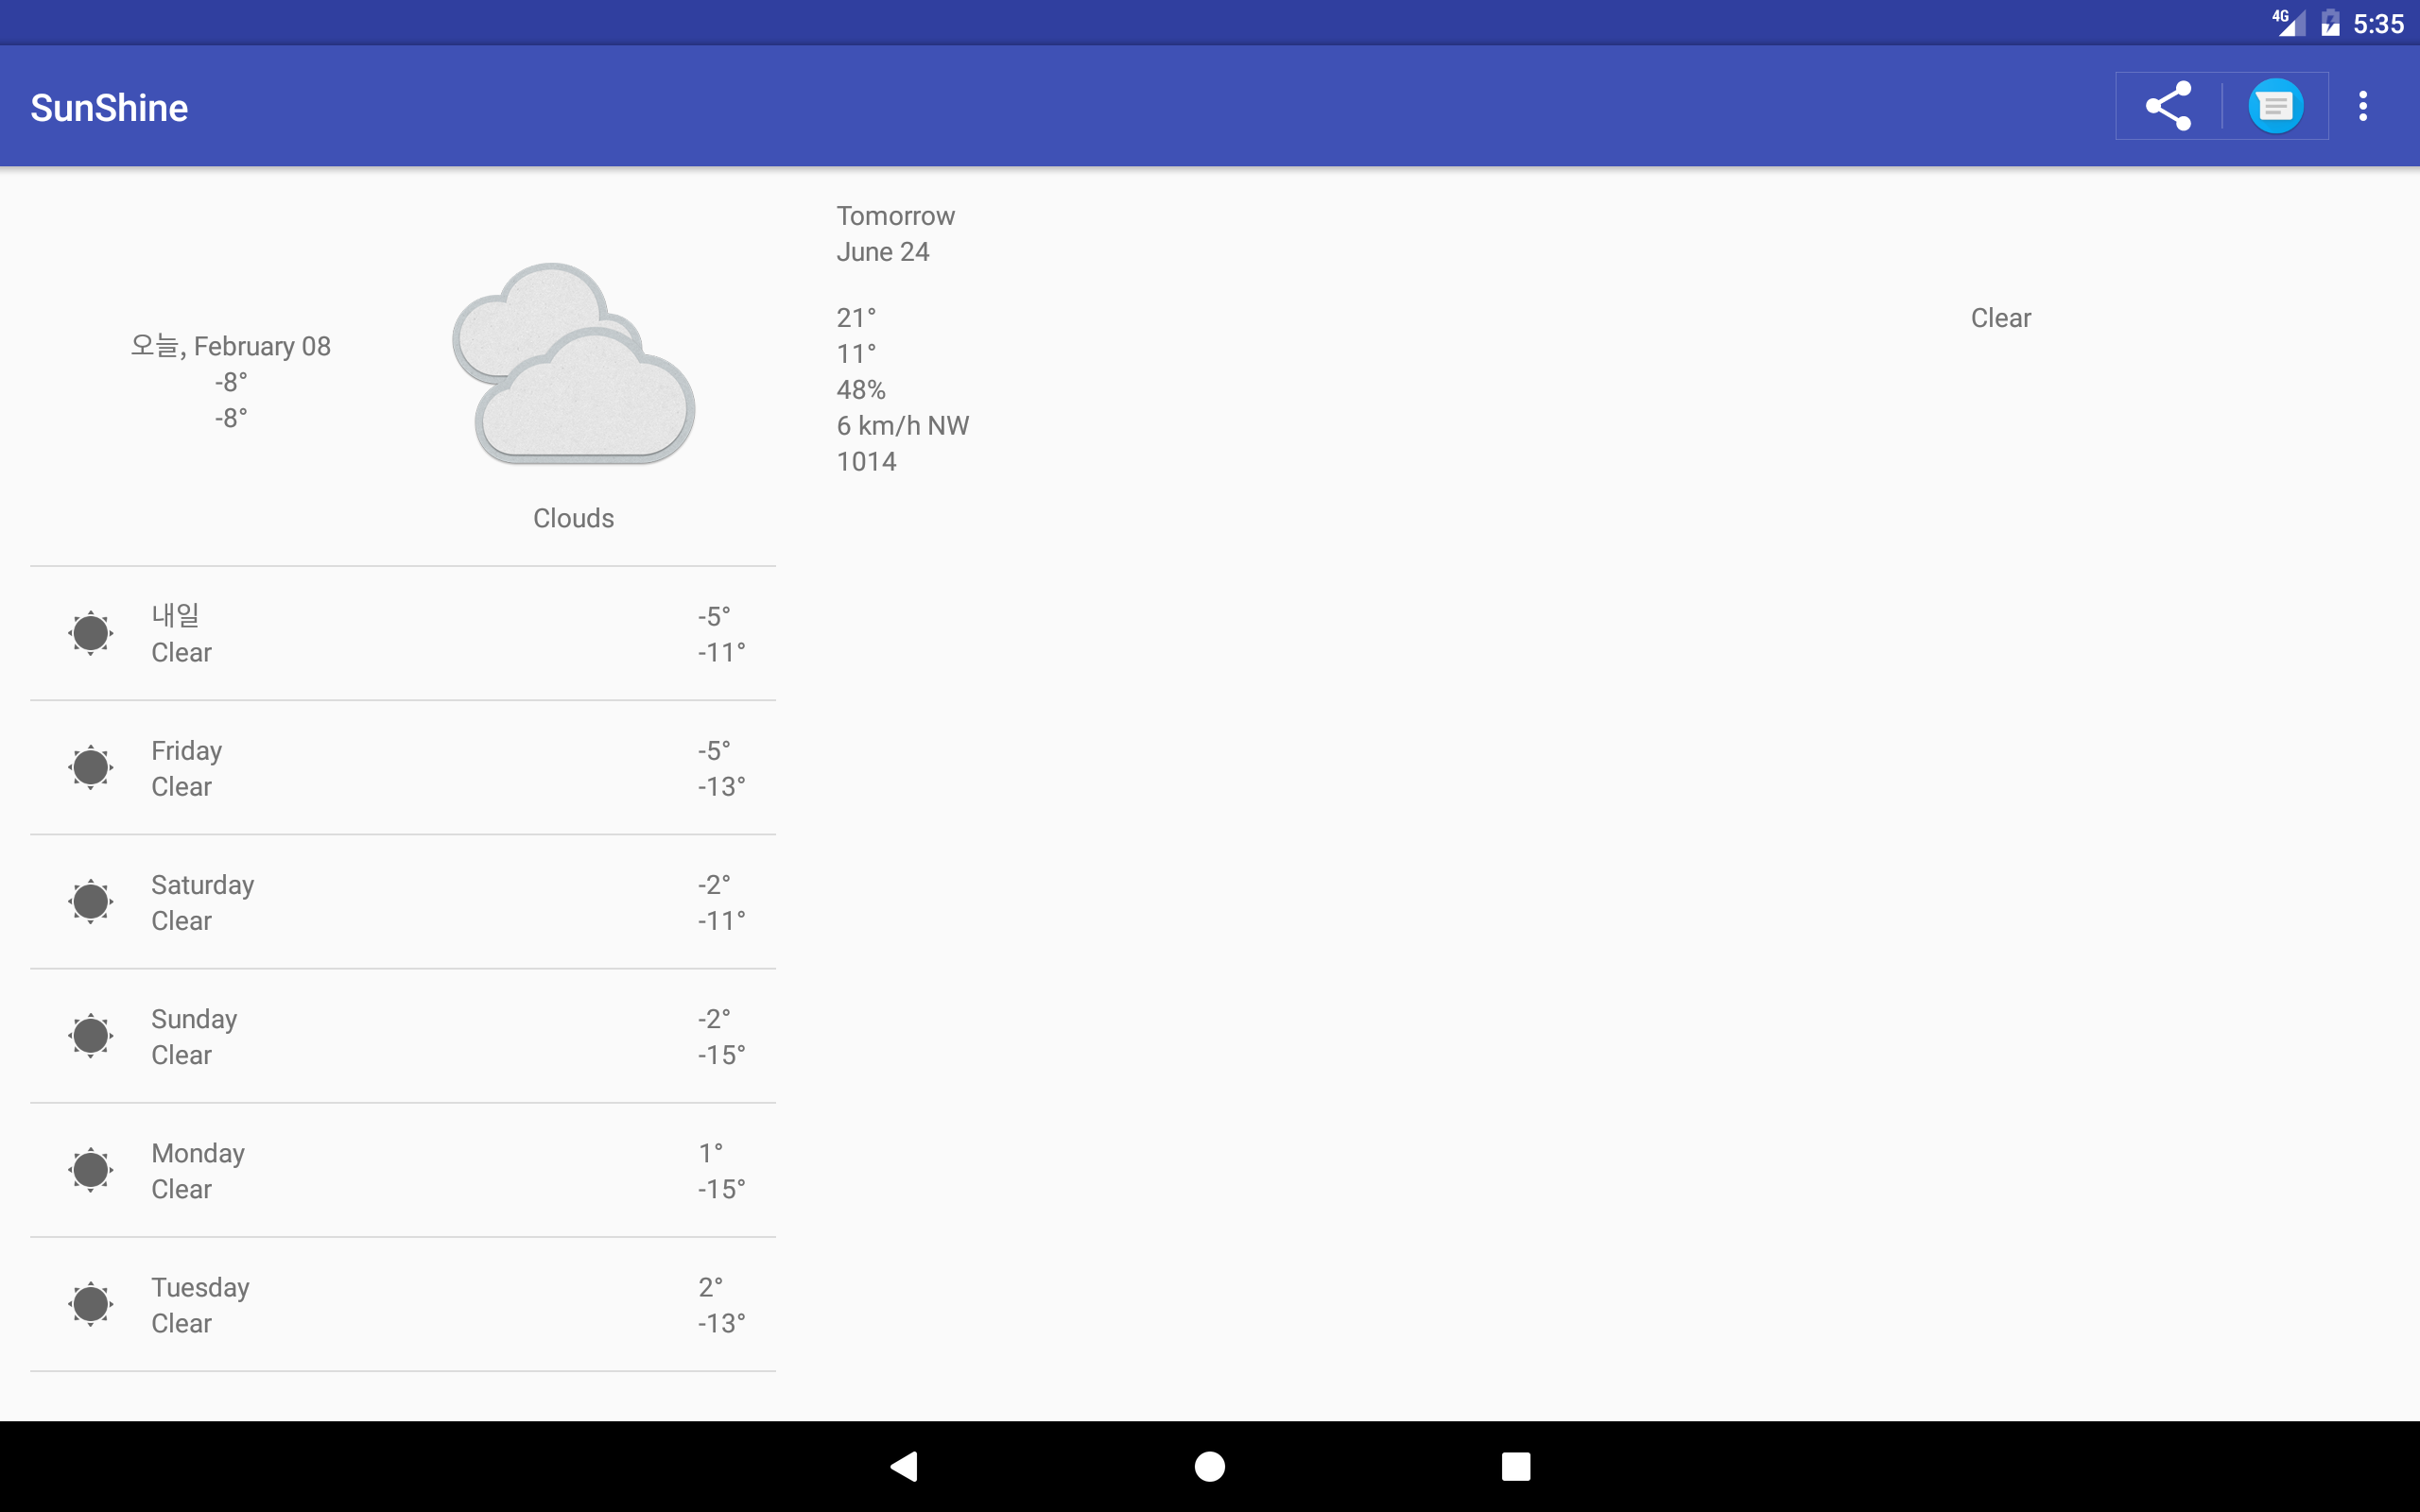 4G 5:35
SunShine
오늘, February 08
-8°
-8°
Clouds
내일
Clear
-5°
-11°
Friday
Clear
-5°
-13°
Saturday
Clear
-2°
-11°
Sunday
Clear
-2°
-15°
Monday
Clear
1°
-15°
Tuesday
Clear
2°
-13°
Tomorrow
June 24
21°
11°
48%
6 km/h NW
1014
Clear